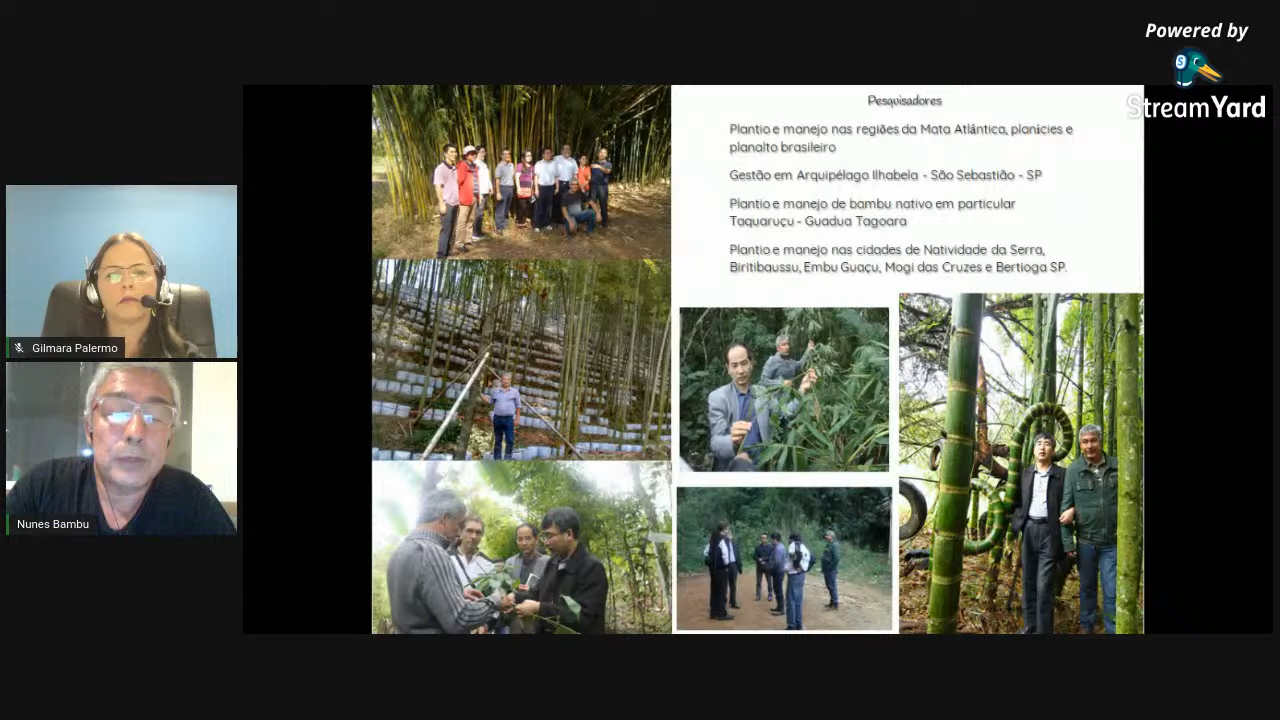 Powered by
StreamYard
Pesquisadores
Plantio e manejo nas regiões da Mata Atlântica, planícies e
planalto brasileiro
Gestão em Arquipélago Ilhabela - São Sebastião - SP
Plantio e manejo de bambu nativo em particular
Taquaruçu - Guadua Tagoara
Plantio e manejo nas cidades de Natividade da Serra,
Biritibaussu, Embu Guaçu, Mogi das Cruzes e Bertioga SP.
Gilmara Palermo
Nunes Bambu